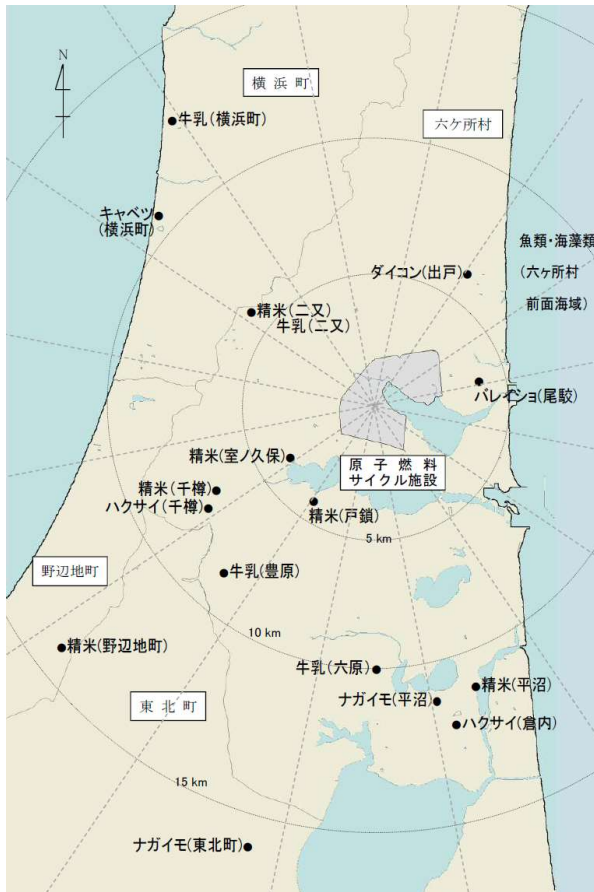 N
横浜町
六ケ所村
牛乳(横浜町)
キャベツ
(横浜町)
魚類・海藻類
(六ヶ所村
前面海域)
ダイコン(出戸)
精米(二又)
牛乳(二又)
バレイショ(尾駮)
精米(室ノ久保)
原子燃料
サイクル施設
精米(千樽)
ハクサイ(千樽)
精米(戸鎖)
5 km
野辺地町
牛乳(豊原)
10 km
精米(野辺地町)
牛乳(六原)
精米(平沼)
ナガイモ(平沼)
東北町
ハクサイ(倉内)
15 km
ナガイモ(東北町)